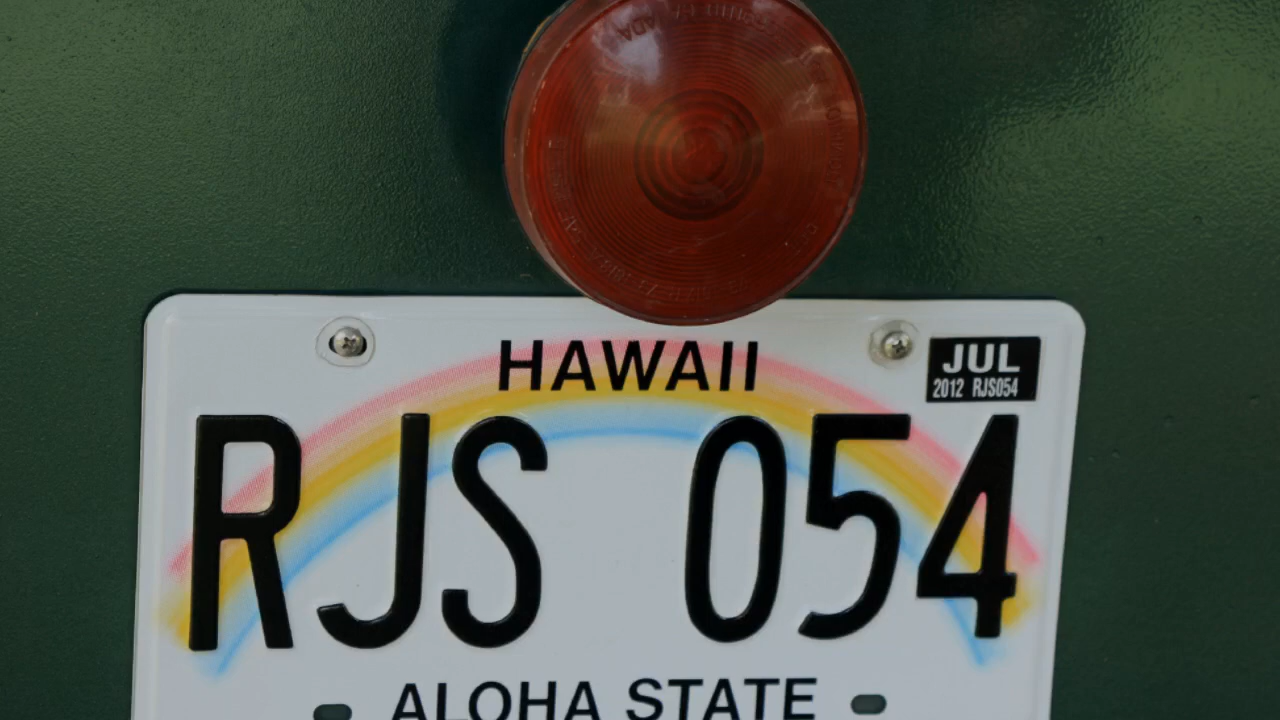 HAWAII
JUL
2012 RJS054
RJS 054
ALOHA STATE